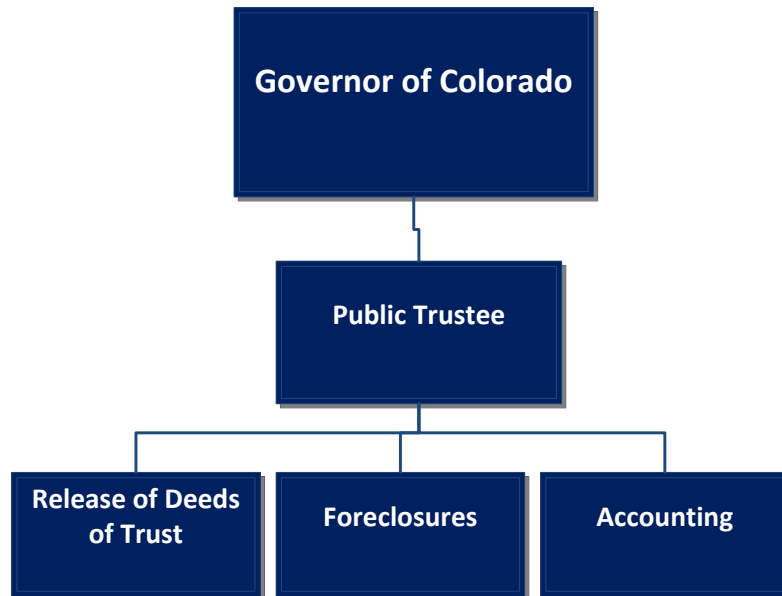 Governor of Colorado
Public Trustee
Release of Deeds
of Trust
Foreclosures
Accounting